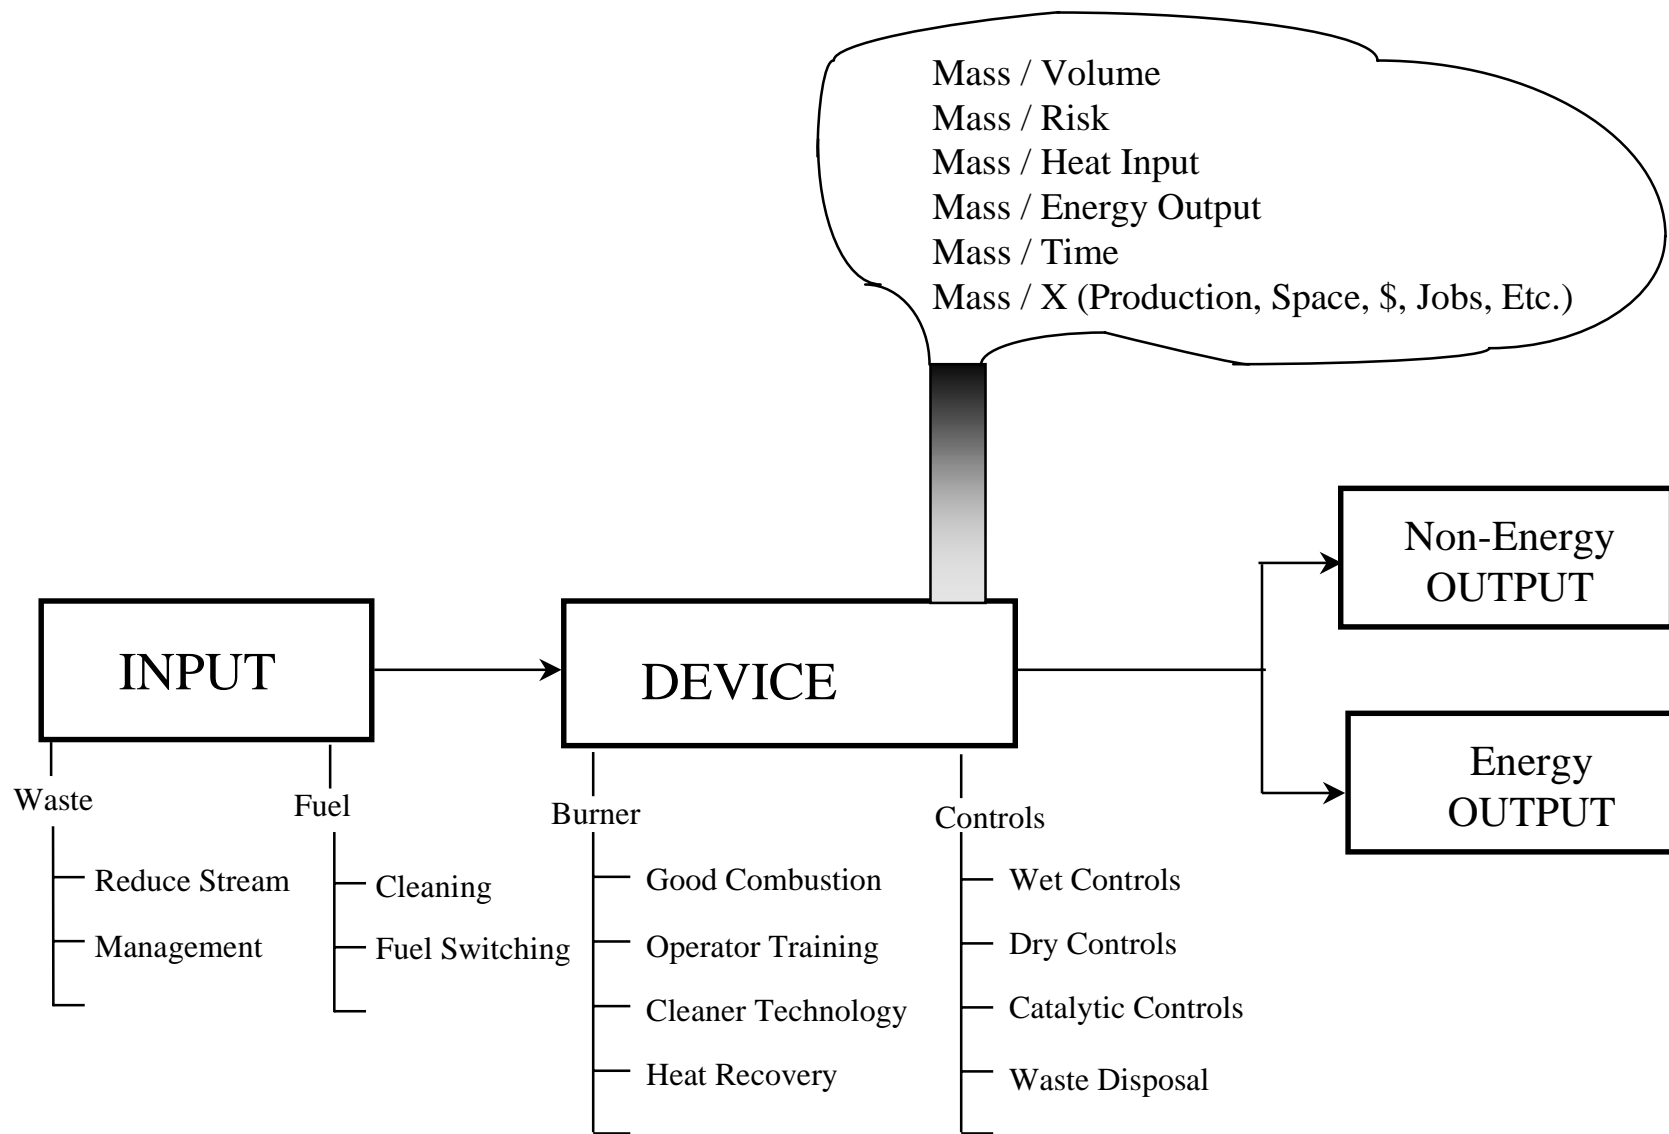 Mass / Volume
Mass / Risk
Mass / Heat Input
Mass / Energy Output
Mass / Time
Mass / X (Production, Space, $, Jobs, Etc.)
Non-Energy
OUTPUT
INPUT
DEVICE
Energy
OUTPUT
Waste
Reduce Stream
Management
Fuel
Cleaning
Fuel Switching
Burner
Good Combustion
Operator Training
Cleaner Technology
Heat Recovery
Controls
Wet Controls
Dry Controls
Catalytic Controls
Waste Disposal